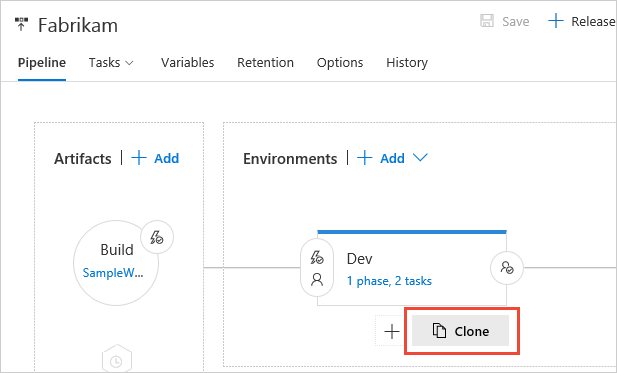 Fabrikam
Save
Release
Pipeline Tasks Variables Retention Options History
Artifacts | + Add
Environments | + Add
Build
SampleW...
Dev
1 phase, 2 tasks
+ Clone